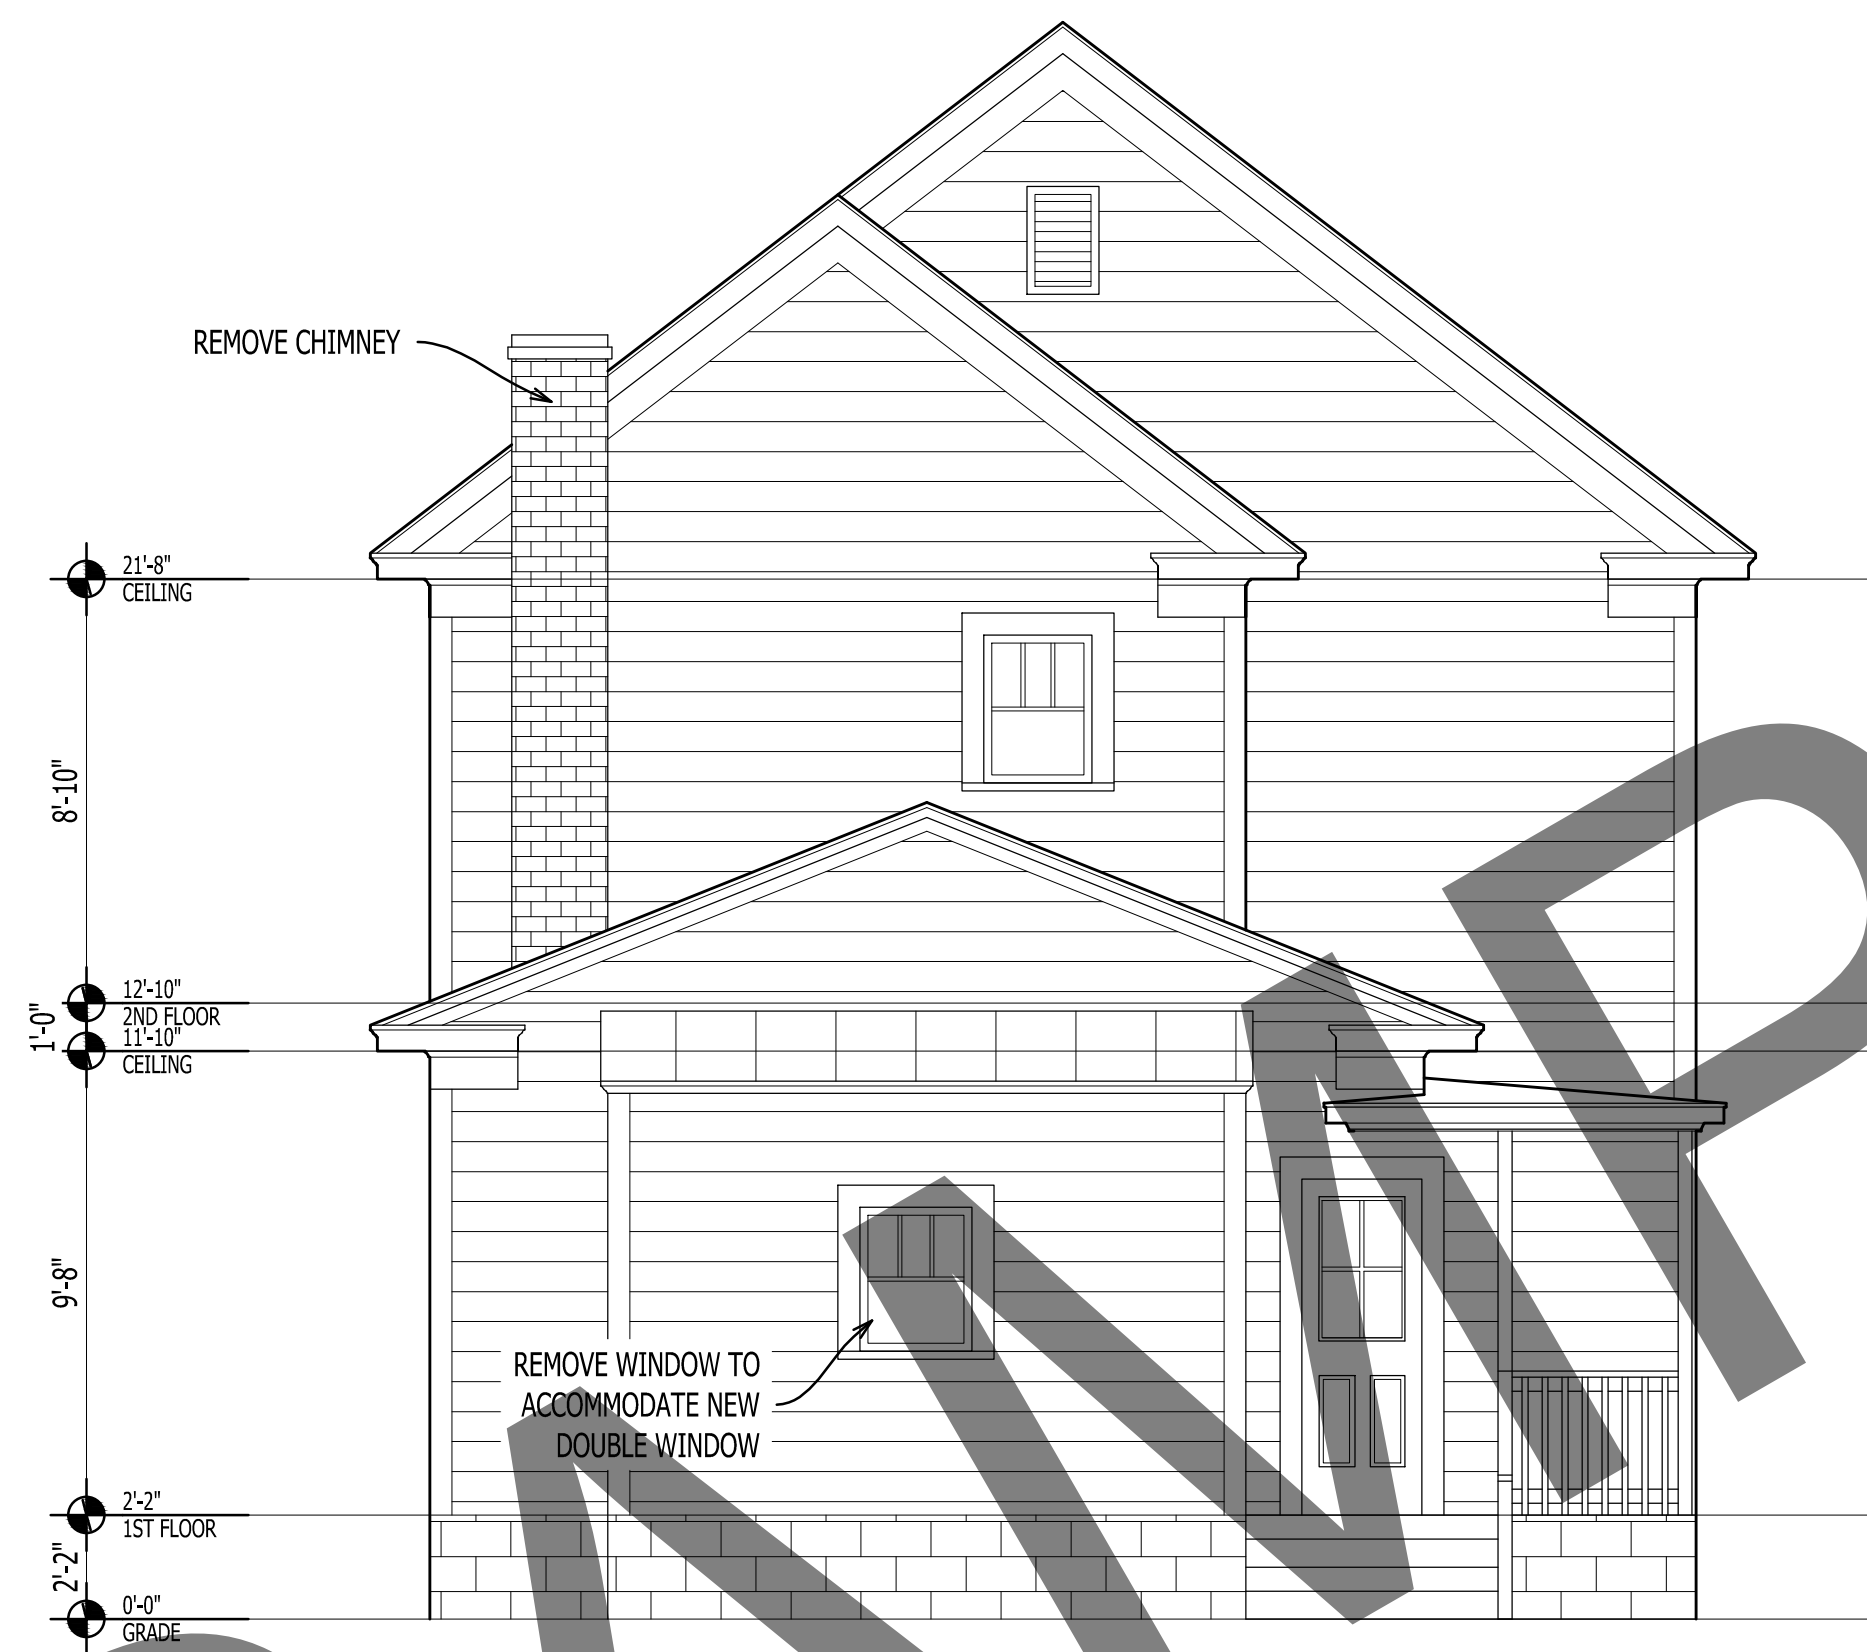 REMOVE CHIMNEY
21'-8"
CEILING
8'-10"
12'-10"
2ND FLOOR
1'-0"
11'-10"
CEILING
9'-8"
REMOVE WINDOW TO
ACCOMMODATE NEW
DOUBLE WINDOW
2'-2"
1ST FLOOR
2'-2"
0'-0"
GRADE